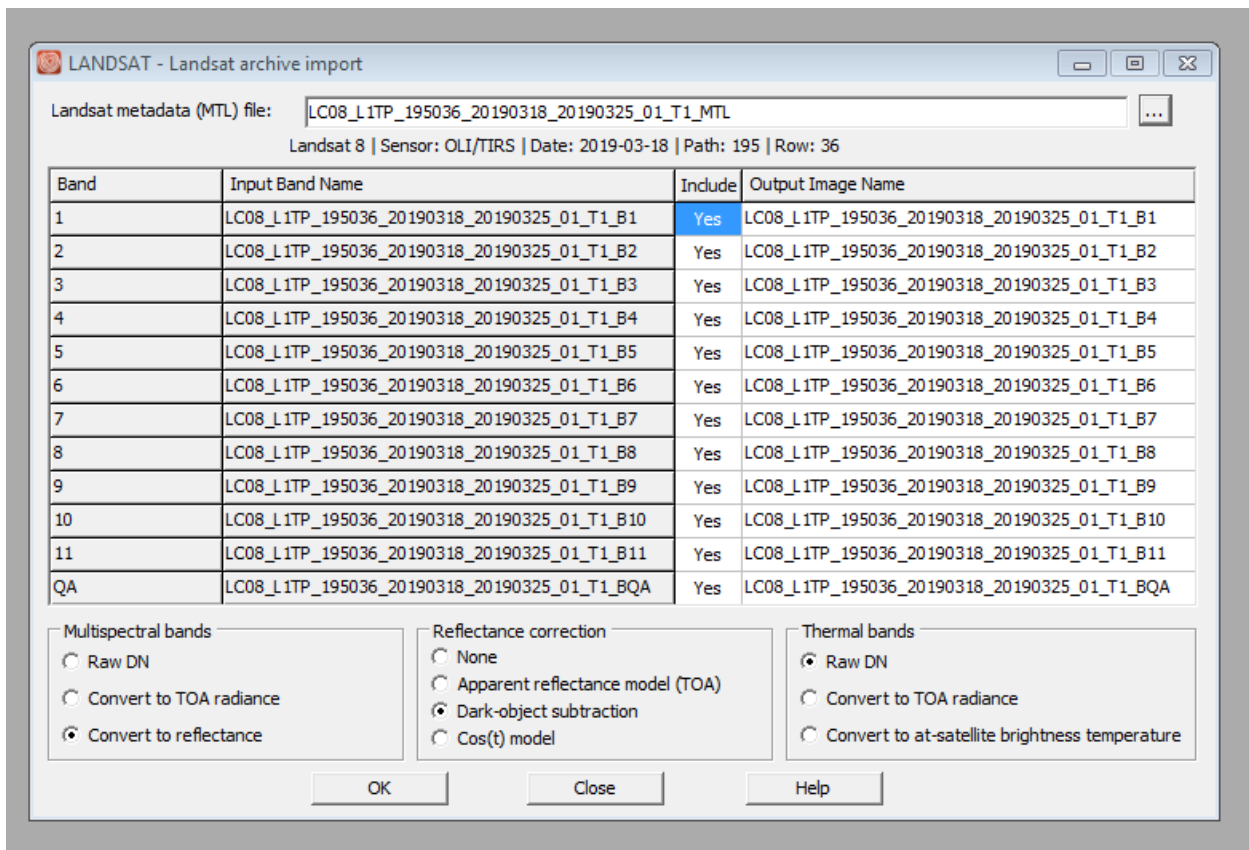 LANDSAT - Landsat archive import
Landsat metadata (MTL) file: LC08_L1TP_195036_20190318_20190325_01_T1_MTL ...
Landsat 8 | Sensor: OLI/TIRS | Date: 2019-03-18 | Path: 195 | Row: 36
Band Input Band Name Include Output Image Name
1 LC08_L1TP_195036_20190318_20190325_01_T1_B1 Yes LC08_L1TP_195036_20190318_20190325_01_T1_B1
2 LC08_L1TP_195036_20190318_20190325_01_T1_B2 Yes LC08_L1TP_195036_20190318_20190325_01_T1_B2
3 LC08_L1TP_195036_20190318_20190325_01_T1_B3 Yes LC08_L1TP_195036_20190318_20190325_01_T1_B3
4 LC08_L1TP_195036_20190318_20190325_01_T1_B4 Yes LC08_L1TP_195036_20190318_20190325_01_T1_B4
5 LC08_L1TP_195036_20190318_20190325_01_T1_B5 Yes LC08_L1TP_195036_20190318_20190325_01_T1_B5
6 LC08_L1TP_195036_20190318_20190325_01_T1_B6 Yes LC08_L1TP_195036_20190318_20190325_01_T1_B6
7 LC08_L1TP_195036_20190318_20190325_01_T1_B7 Yes LC08_L1TP_195036_20190318_20190325_01_T1_B7
8 LC08_L1TP_195036_20190318_20190325_01_T1_B8 Yes LC08_L1TP_195036_20190318_20190325_01_T1_B8
9 LC08_L1TP_195036_20190318_20190325_01_T1_B9 Yes LC08_L1TP_195036_20190318_20190325_01_T1_B9
10 LC08_L1TP_195036_20190318_20190325_01_T1_B10 Yes LC08_L1TP_195036_20190318_20190325_01_T1_B10
11 LC08_L1TP_195036_20190318_20190325_01_T1_B11 Yes LC08_L1TP_195036_20190318_20190325_01_T1_B11
QA LC08_L1TP_195036_20190318_20190325_01_T1_BQA Yes LC08_L1TP_195036_20190318_20190325_01_T1_BQA
Multispectral bands
Raw DN
Convert to TOA radiance
Convert to reflectance
Reflectance correction
None
Apparent reflectance model (TOA)
Dark-object subtraction
Cos(t) model
Thermal bands
Raw DN
Convert to TOA radiance
Convert to at-satellite brightness temperature
OK Close Help